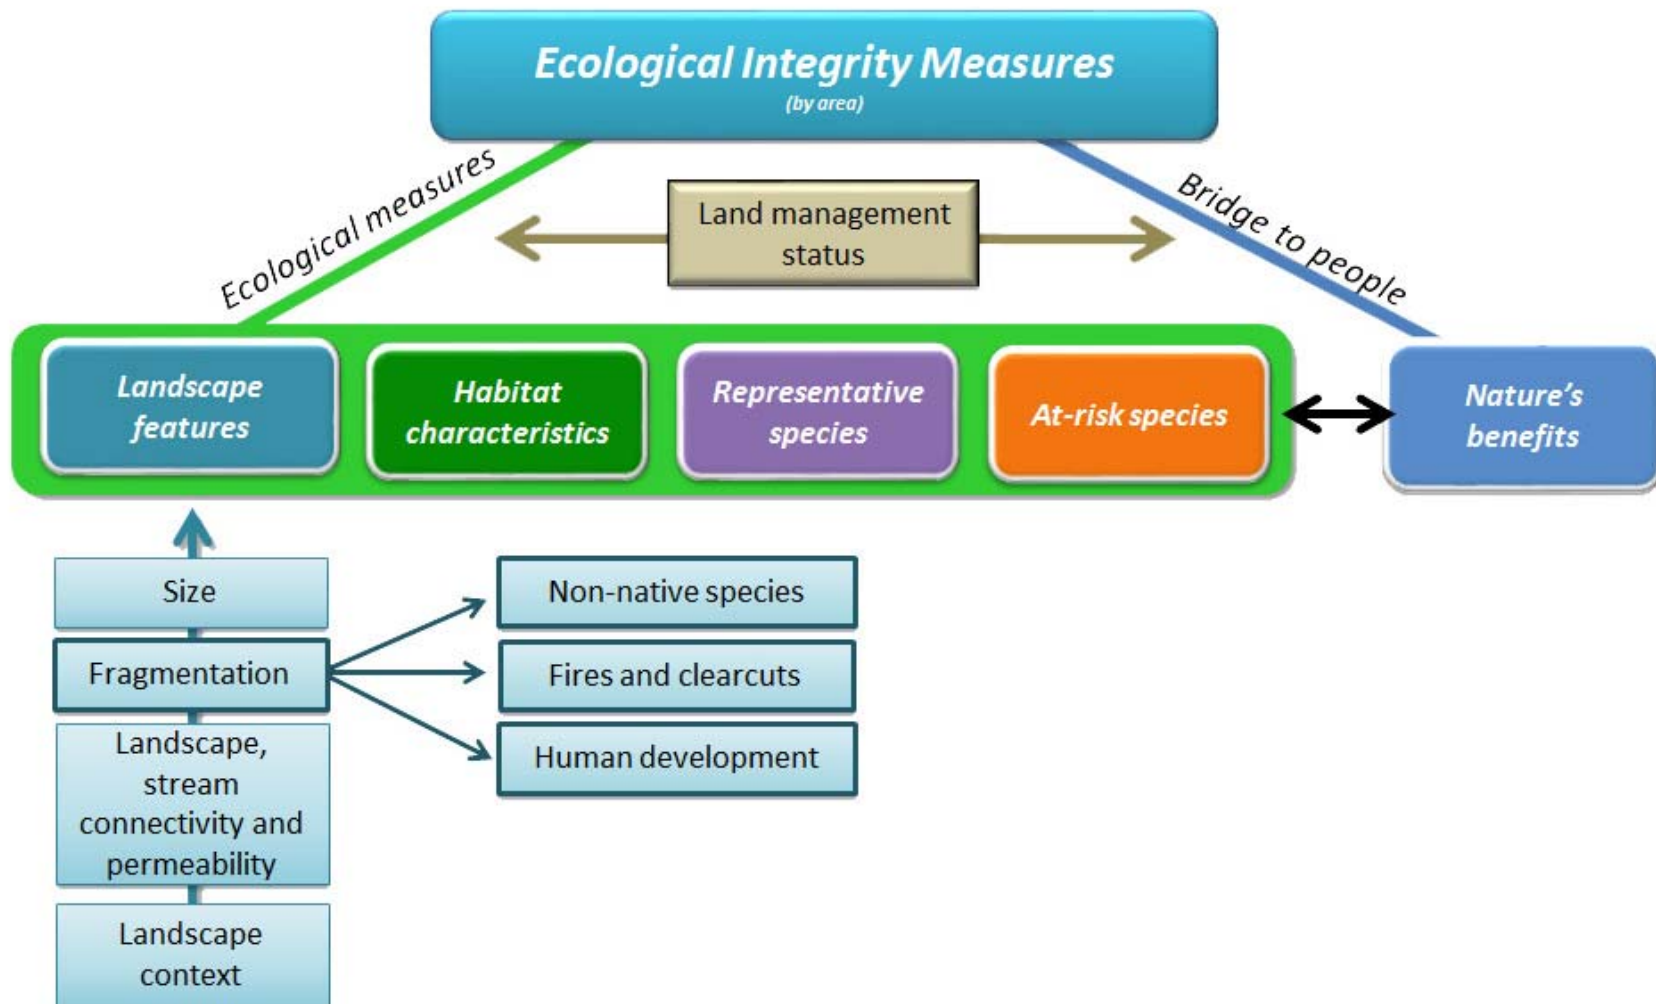 Ecological Integrity Measures
(by area)
Ecological measures
Land management
status
Bridge to people
Landscape
features
Habitat
characteristics
Representative
species
At-risk species
Nature's
benefits
Size
Non-native species
Fragmentation
Fires and clearcuts
Landscape,
stream
connectivity and
permeability
Human development
Landscape
context